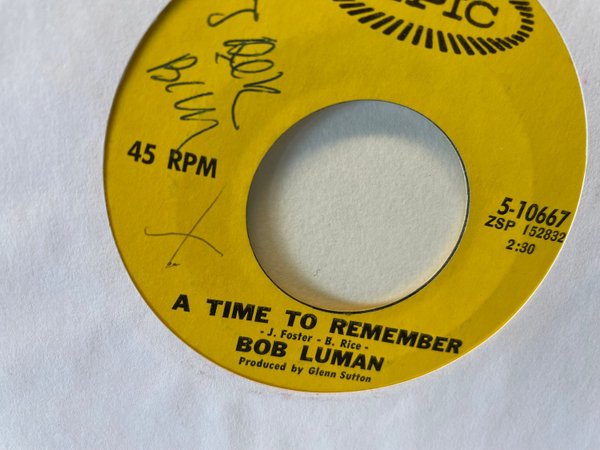 EPIC
45 RPM
5-10667
ZSP 152832
2:30
A TIME TO REMEMBER
- J. Foster - B. Rice -
BOB LUMAN
Produced by Glenn Sutton